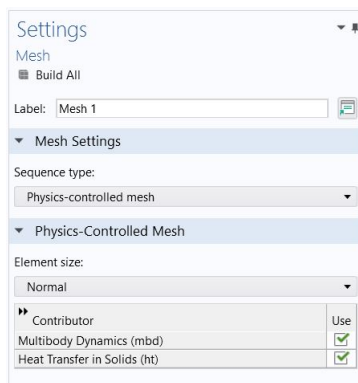 Settings
Mesh
Build All
Label: Mesh 1
Mesh Settings
Sequence type:
Physics-controlled mesh
Physics-Controlled Mesh
Element size:
Normal
Contributor Use
Multibody Dynamics (mbd)
Heat Transfer in Solids (ht)